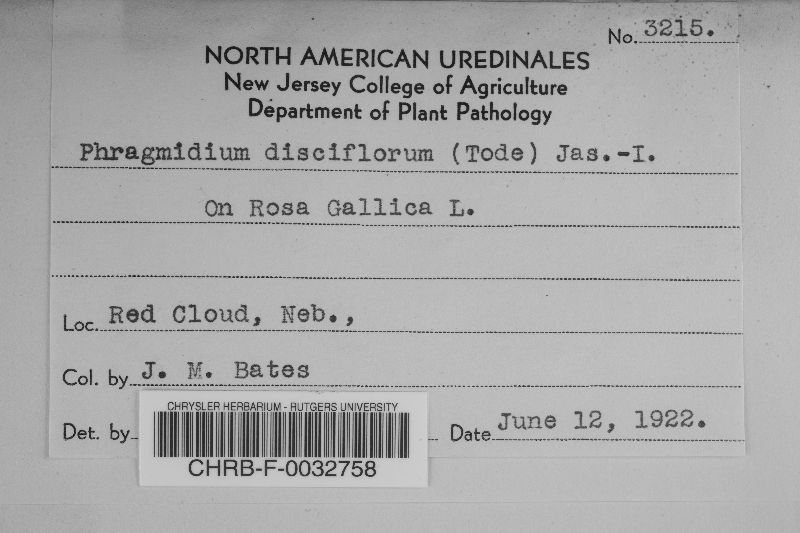 No. 3215.
NORTH AMERICAN UREDINALES
New Jersey College of Agriculture
Department of Plant Pathology
Phragmidium disciflorum (Tode) Jas.-I.
On Rosa Gallica L.
Loc. Red Cloud, Neb.,
Col. by J. M. Bates
Det. by
Date June 12, 1922.
CHRYSLER HERBARIUM - RUTGERS UNIVERSITY
CHRB-F-0032758